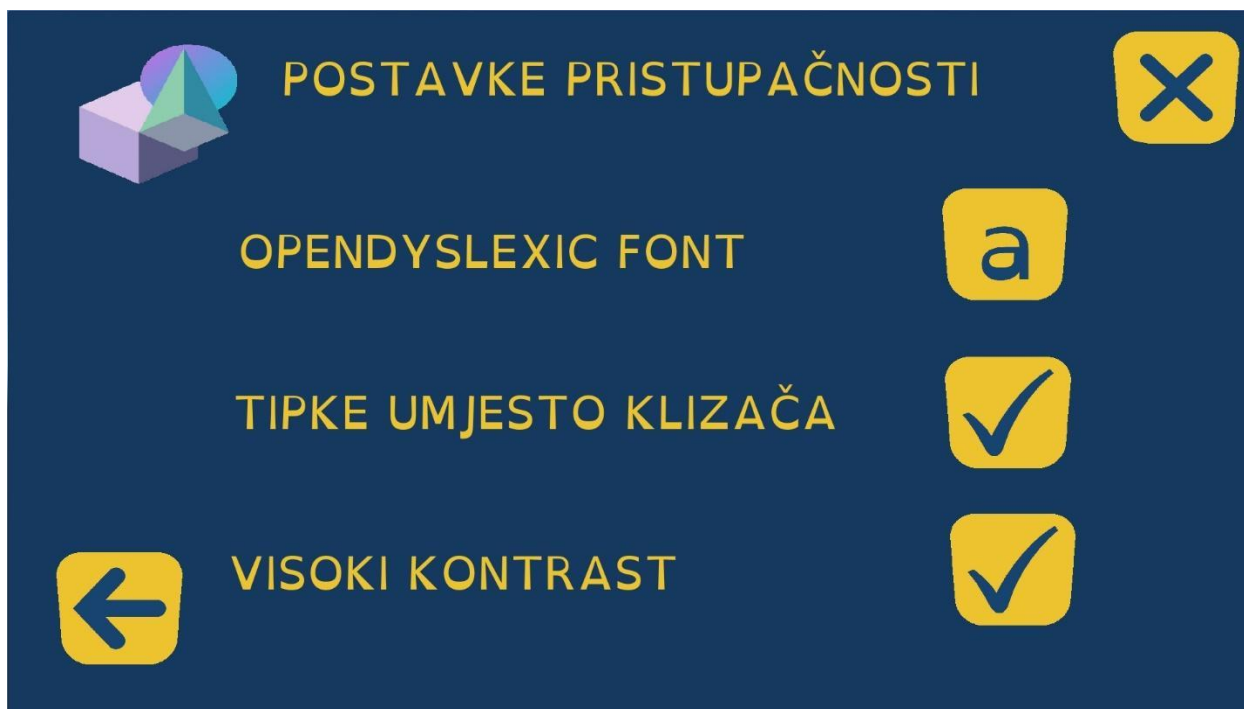 POSTAVKE PRISTUPAČNOSTI
OPENDYSLEXIC FONT
a
TIPKE UMJESTO KLIZAČA
VISOKI KONTRAST